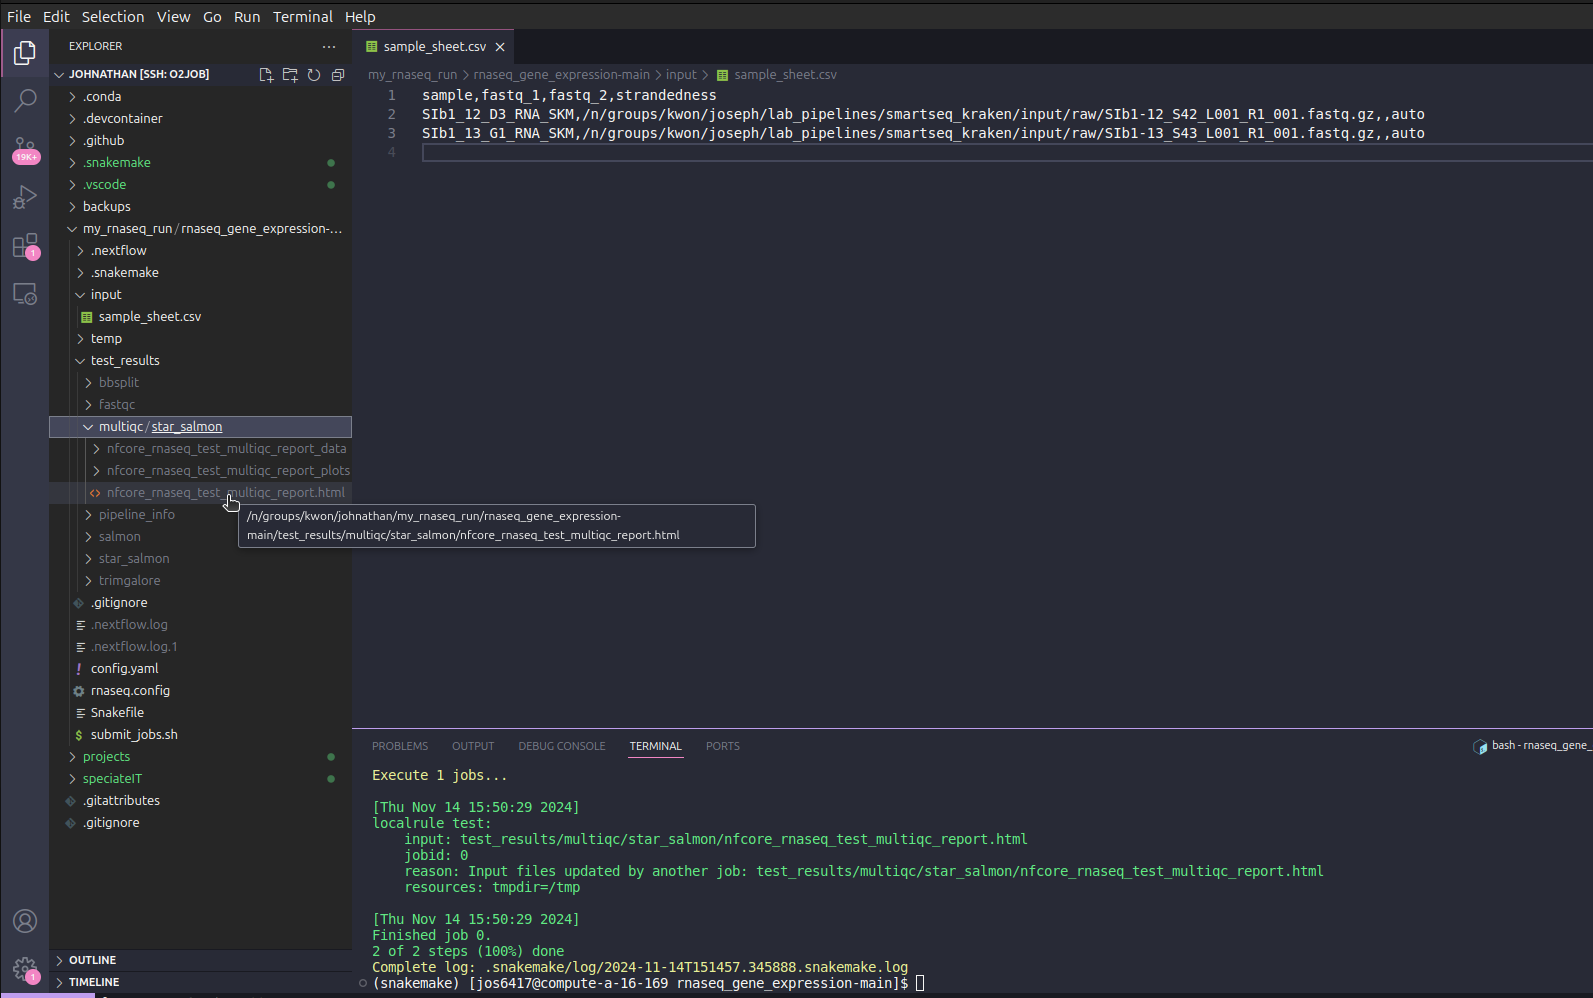 File Edit Selection View Go Run Terminal Help
EXPLORER
JOHNATHAN [SSH: O2JOB]
.conda
.devcontainer
.github
.snakemake
.vscode
backups
my_rnaseq_run / rnaseq_gene_expression-...
.nextflow
.snakemake
input
sample_sheet.csv
temp
test_results
bbsplit
fastqc
multiqc / star_salmon
nfcore_rnaseq_test_multiqc_report_data
nfcore_rnaseq_test_multiqc_report_plots
nfcore_rnaseq_test_multiqc_report.html
pipeline_info
salmon
star_salmon
trimgalore
.gitignore
.nextflow.log
.nextflow.log.1
config.yaml
rnaseq.config
Snakefile
submit_jobs.sh
projects
speciateIT
.gitattributes
.gitignore
OUTLINE
TIMELINE
19K+
1
1
/n/groups/kwon/johnathan/my_rnaseq_run/rnaseq_gene_expression-
main/test_results/multiqc/star_salmon/nfcore_rnaseq_test_multiqc_report.html
sample_sheet.csv
my_rnaseq_run > rnaseq_gene_expression-main > input > sample_sheet.csv
1 sample,fastq_1,fastq_2,strandedness
2 SIb1_12_D3_RNA_SKM,/n/groups/kwon/joseph/lab_pipelines/smartseq_kraken/input/raw/SIb1-12_S42_L001_R1_001.fastq.gz,,auto
3 SIb1_13_G1_RNA_SKM,/n/groups/kwon/joseph/lab_pipelines/smartseq_kraken/input/raw/SIb1-13_S43_L001_R1_001.fastq.gz,,auto
4
PROBLEMS OUTPUT DEBUG CONSOLE TERMINAL PORTS
bash - rnaseq_gene_
Execute 1 jobs...
[Thu Nov 14 15:50:29 2024]
localrule test:
    input: test_results/multiqc/star_salmon/nfcore_rnaseq_test_multiqc_report.html
    jobid: 0
    reason: Input files updated by another job: test_results/multiqc/star_salmon/nfcore_rnaseq_test_multiqc_report.html
    resources: tmpdir=/tmp
[Thu Nov 14 15:50:29 2024]
Finished job 0.
2 of 2 steps (100%) done
Complete log: .snakemake/log/2024-11-14T151457.345888.snakemake.log
(snakemake) [jos6417@compute-a-16-169 rnaseq_gene_expression-main]$